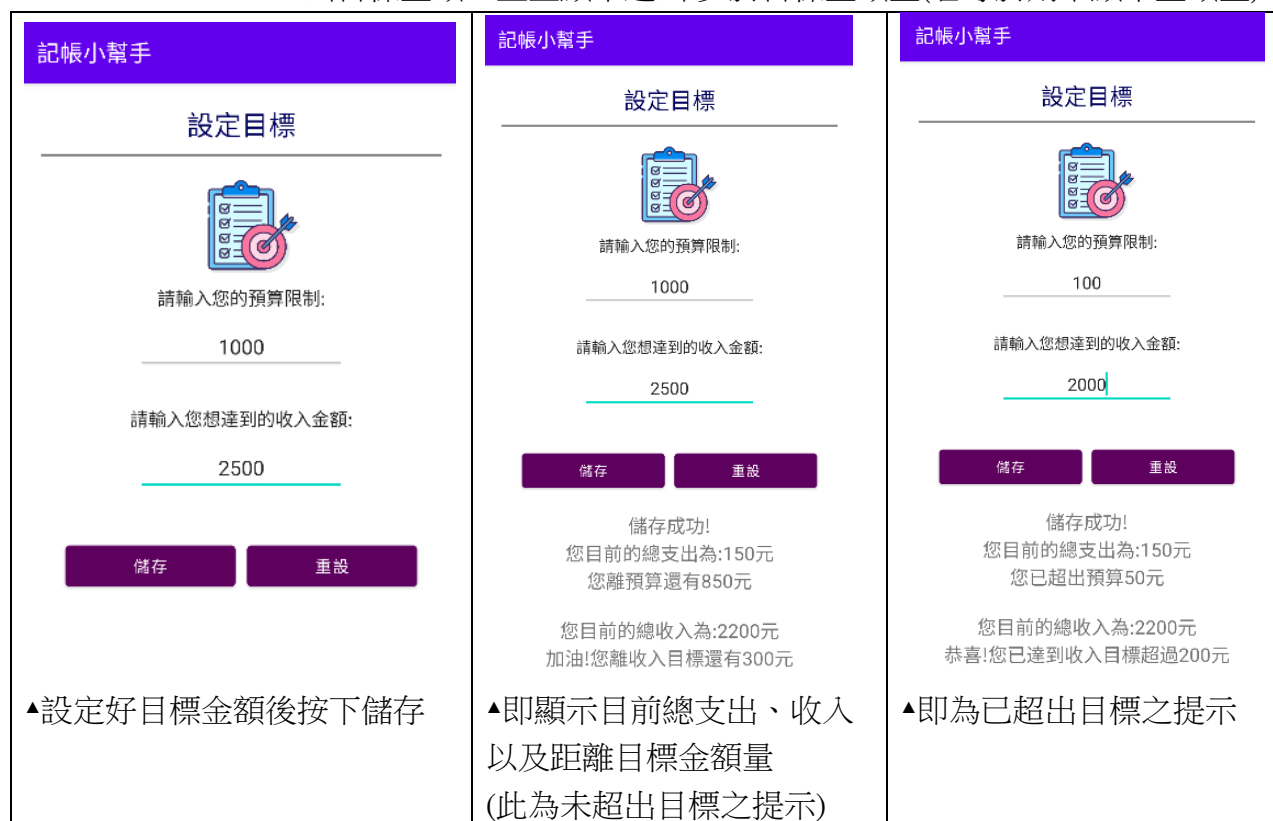 記帳小幫手
設定目標
請輸入您的預算限制:
1000
請輸入您想達到的收入金額:
2500
儲存
重設
▲設定好目標金額後按下儲存
記帳小幫手
設定目標
請輸入您的預算限制:
1000
請輸入您想達到的收入金額:
2500
儲存
重設
儲存成功!
您目前的總支出為:150元
您離預算還有850元
您目前的總收入為:2200元
加油!您離收入目標還有300元
▲即顯示目前總支出、收入
以及距離目標金額量
(此為未超出目標之提示)
記帳小幫手
設定目標
請輸入您的預算限制:
100
請輸入您想達到的收入金額:
2000
儲存
重設
儲存成功!
您目前的總支出為:150元
您已超出預算50元
您目前的總收入為:2200元
恭喜!您已達到收入目標超過200元
▲即為已超出目標之提示